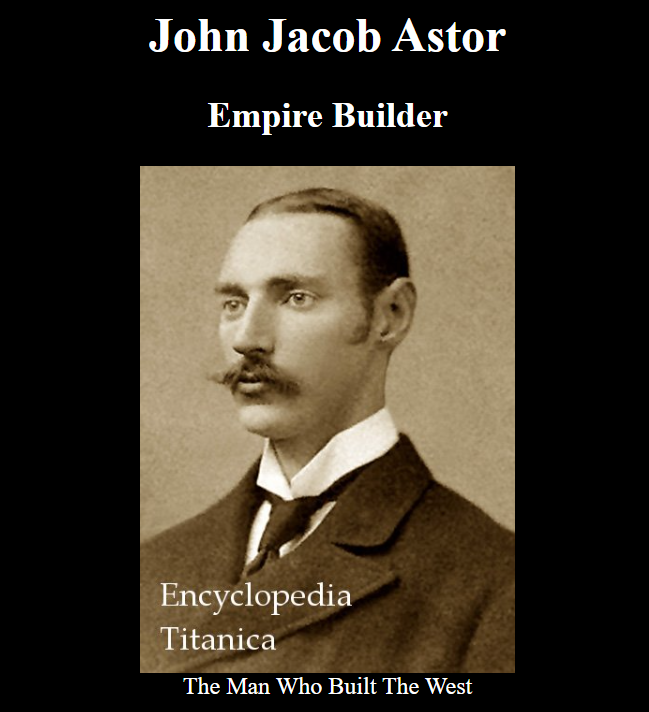 John Jacob Astor
Empire Builder
Encyclopedia
Titanica
The Man Who Built The West